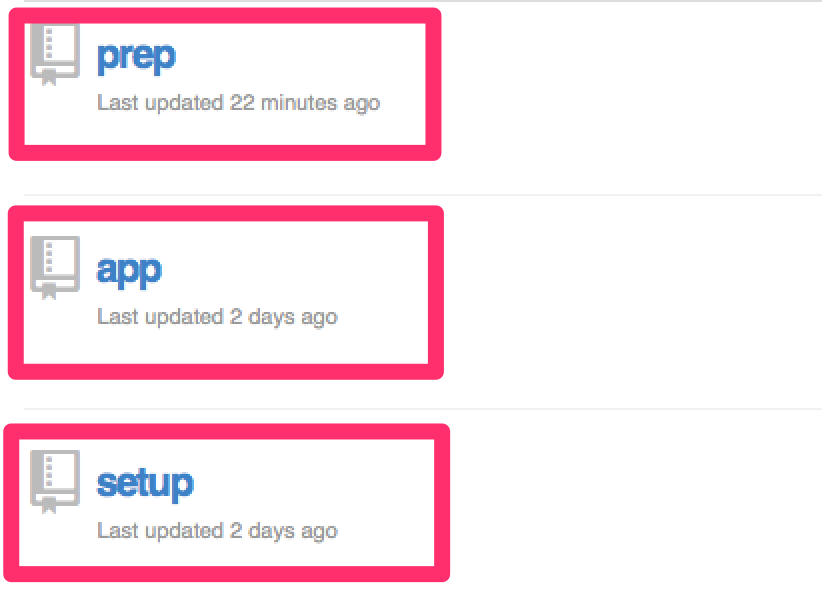 prep
Last updated 22 minutes ago
app
Last updated 2 days ago
setup
Last updated 2 days ago